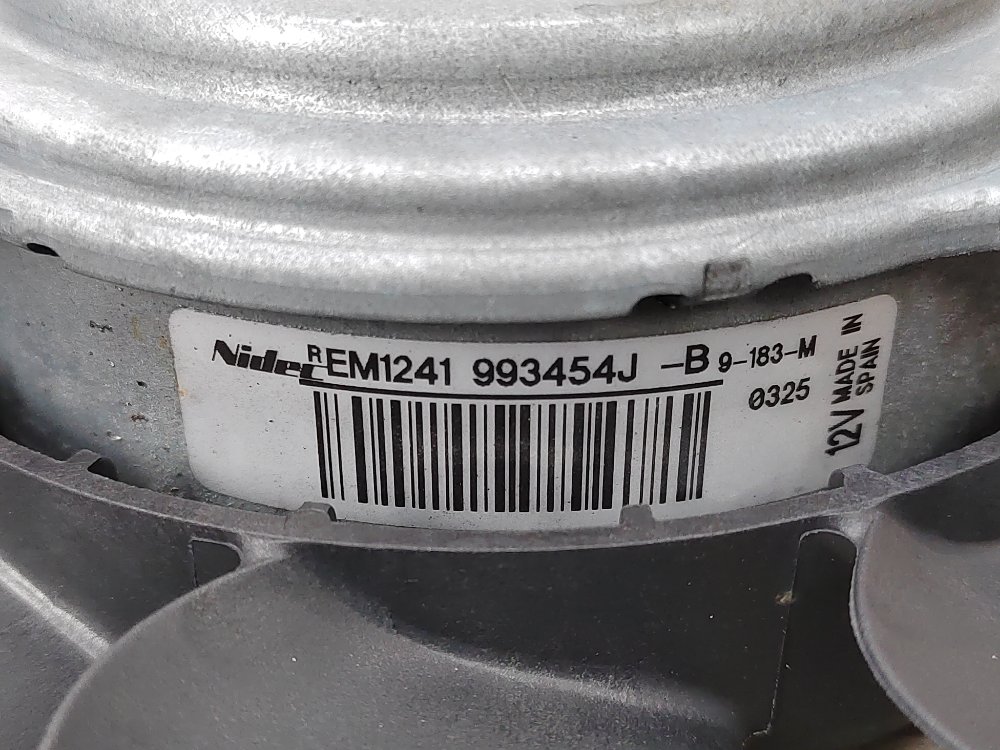 Nidec REM1241 993454J -B 9-183-M
0325
12V MADE IN
SPAIN